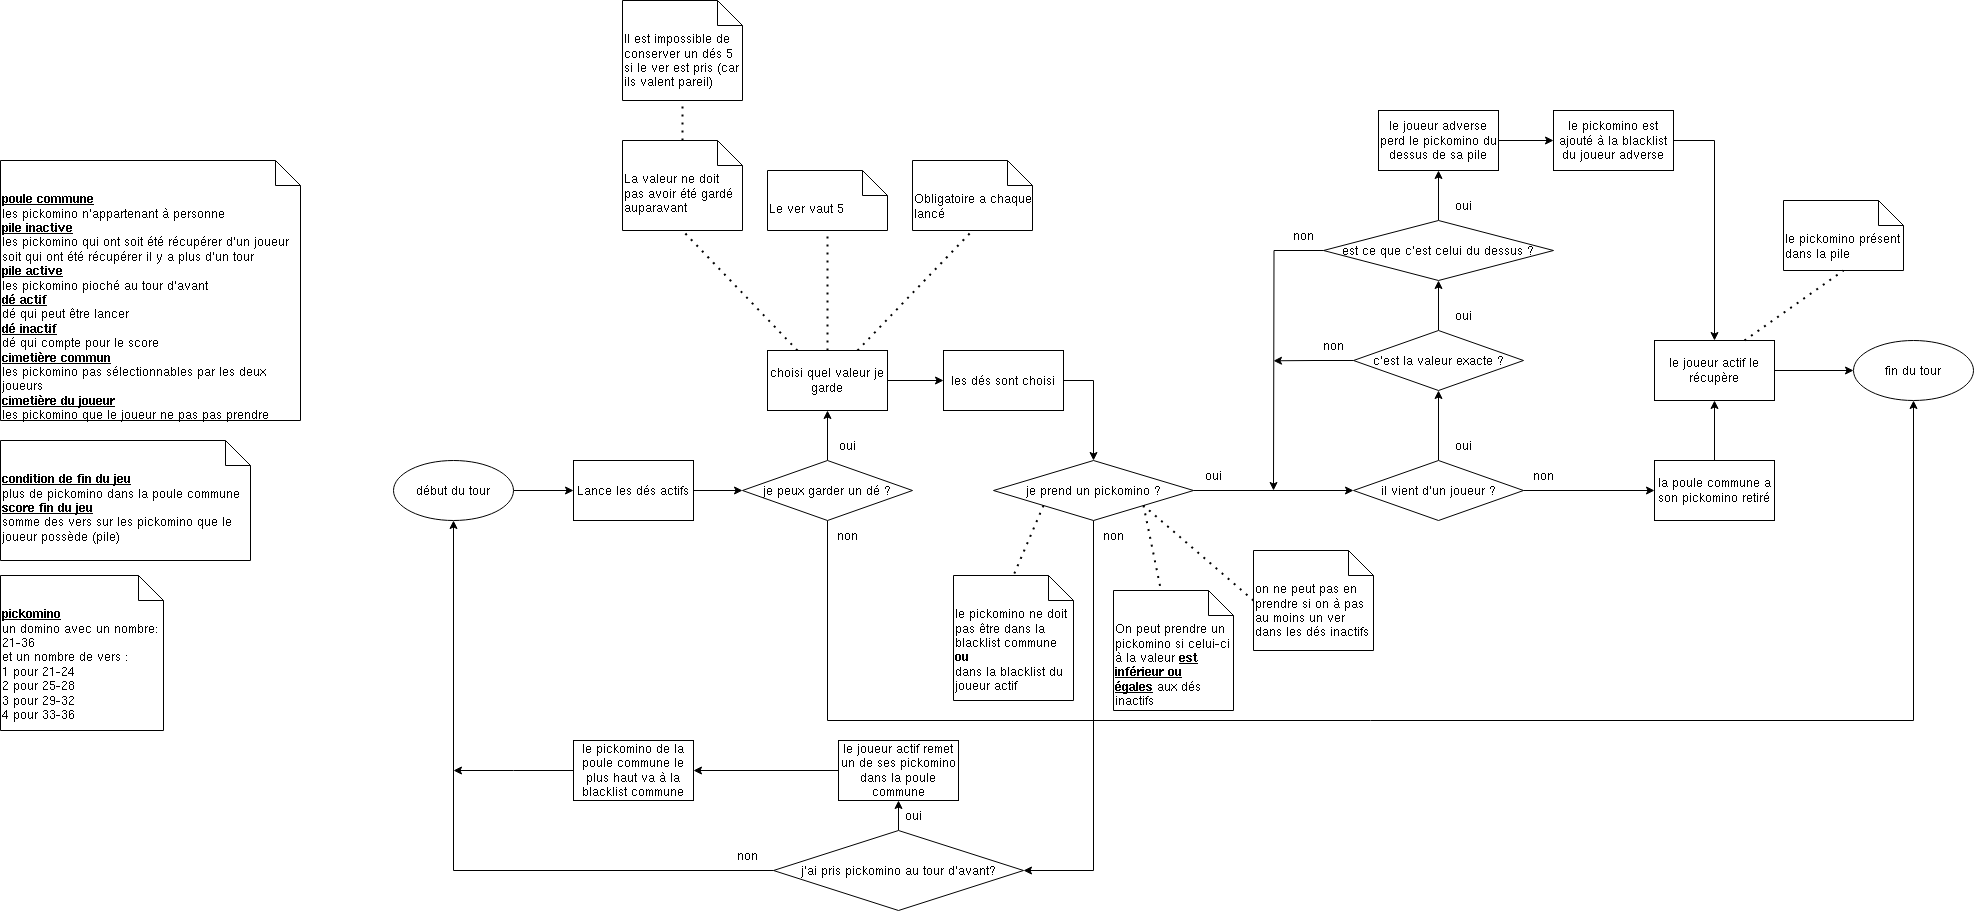 Il est impossible de
conserver un dés 5
si le ver est pris (car
ils valent pareil)
La valeur ne doit
pas avoir été gardé
auparavant
Le ver vaut 5
Obligatoire a chaque
lancé
poule commune
les pickomino n'appartenant à personne
pile inactive
les pickomino qui ont soit été récupérer d'un joueur
soit qui ont été récupérer il y a plus d'un tour
pile active
les pickomino pioché au tour d'avant
dé actif
dé qui peut être lancer
dé inactif
dé qui compte pour le score
cimetière commun
les pickomino pas sélectionnables par les deux
joueurs
cimetière du joueur
les pickomino que le joueur ne pas pas prendre
condition de fin du jeu
plus de pickomino dans la poule commune
score fin du jeu
somme des vers sur les pickomino que le
joueur possède (pile)
pickomino
un domino avec un nombre:
21-36
et un nombre de vers :
1 pour 21-24
2 pour 25-28
3 pour 29-32
4 pour 33-36
début du tour
Lance les dés actifs
je peux garder un dé ?
oui
non
choisi quel valeur je
garde
les dés sont choisi
je prend un pickomino ?
oui
non
le pickomino ne doit
pas être dans la
blacklist commune
ou
dans la blacklist du
joueur actif
On peut prendre un
pickomino si celui-ci
à la valeur est
inférieur ou
égales aux dés
inactifs
on ne peut pas en
prendre si on à pas
au moins un ver
dans les dés inactifs
il vient d'un joueur ?
oui
non
c'est la valeur exacte ?
oui
non
est ce que c'est celui du dessus ?
oui
non
le joueur adverse
perd le pickomino du
dessus de sa pile
le pickomino est
ajouté à la blacklist
du joueur adverse
le pickomino présent
dans la pile
le joueur actif le
récupère
fin du tour
la poule commune a
son pickomino retiré
le pickomino de la
poule commune le
plus haut va à la
blacklist commune
le joueur actif remet
un de ses pickomino
dans la poule
commune
oui
non
j'ai pris pickomino au tour d'avant?